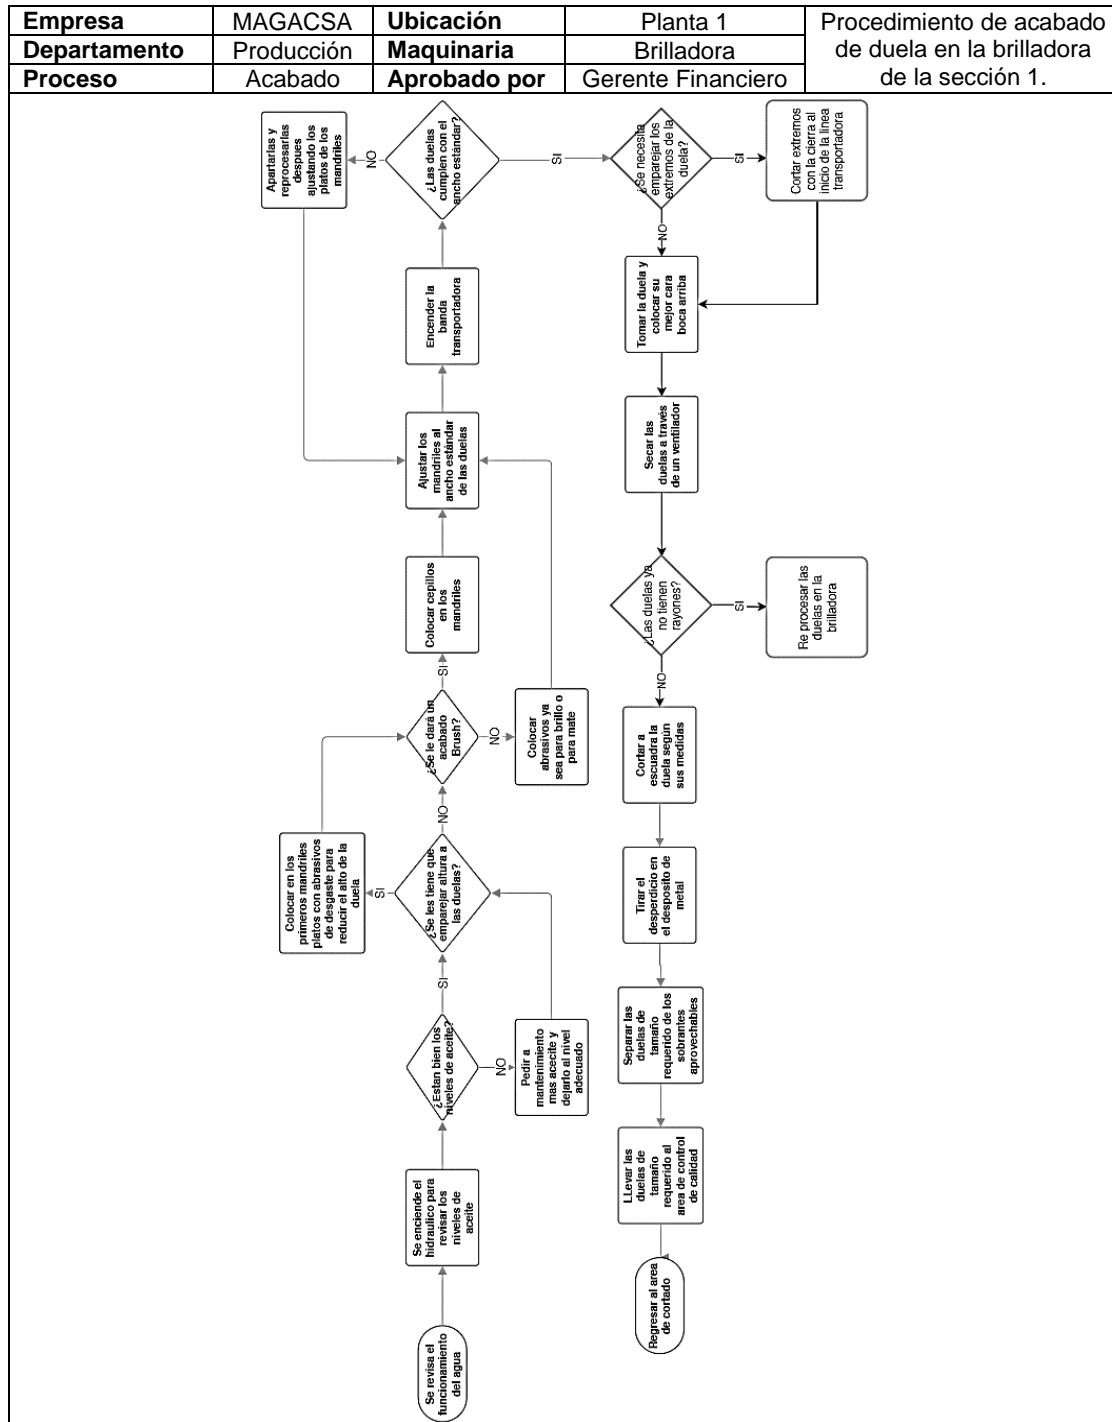 Empresa MAGACSA Ubicación Planta 1 Procedimiento de acabado
Departamento Producción Maquinaria Brilladora de duela en la brilladora
Proceso Acabado Aprobado por Gerente Financiero de la sección 1.
Se revisa el
funcionamiento
del agua
Se enciende el
hidraulico para
revisar los
niveles de
aceite
¿Estan bien los
niveles de aceite?
NO
Pedir a
mantenimiento
mas acecite y
dejarlo al nivel
adecuado
SI
¿Se les tiene que
emparejar altura a
las duelas?
SI
Colocar en los
primeros mandriles
platos con abrasivos
de desgaste para
reducir el alto de la
duela
NO
¿Se le dará un
acabado
Brush?
NO
Colocar
abrasivos ya
sea para brillo o
para mate
SI
Colocar cepillos
en los
mandriles
Ajustar los
mandriles al
ancho estándar
de las duelas
Encender la
banda
transportadora
¿Las duelas
cumplen con el
ancho estándar?
NO
Apartarlas y
reprocesarlas
despues
ajustando los
platos de los
mandriles
SI
¿Se necesita
emparejar los
extremos de la
duela?
SI
Cortar extremos
con la cierra al
inicio de la linea
transportadora
NO
Tomar la duela y
colocar su
mejor cara
boca arriba
Secar las
duelas a través
de un ventilador
¿Las duelas ya
no tienen
rayones?
SI
Re procesar las
duelas en la
brilladora
NO
Cortar a
escuadra la
duela según
sus medidas
Tirar el
desperdicio en
el desposito de
metal
Separar las
duelas de
tamaño
requerido de los
sobrantes
aprovechables
LLevar las
duelas de
tamaño
requerido al
area de control
de calidad
Regresar al area
de cortado